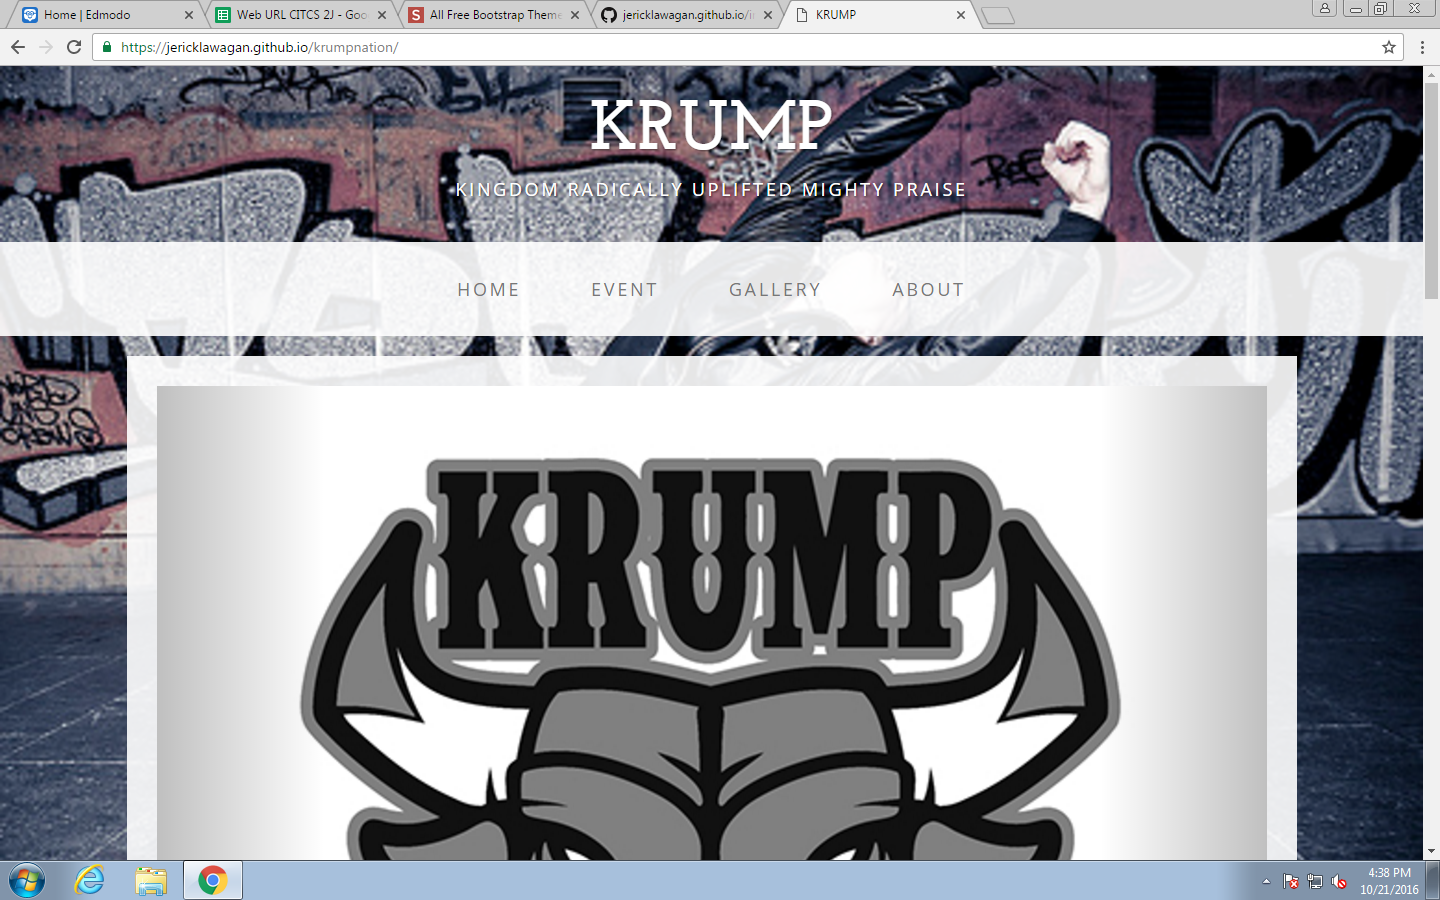 Home | Edmodo
Web URL CITCS 2J - Goo
All Free Bootstrap Theme
jericklawagan.github.io/i
KRUMP
https://jericklawagan.github.io/krumpnation/
KRUMP
KINGDOM RADICALLY UPLIFTED MIGHTY PRAISE
HOME
EVENT
GALLERY
ABOUT
KRUMP
4:38 PM
10/21/2016